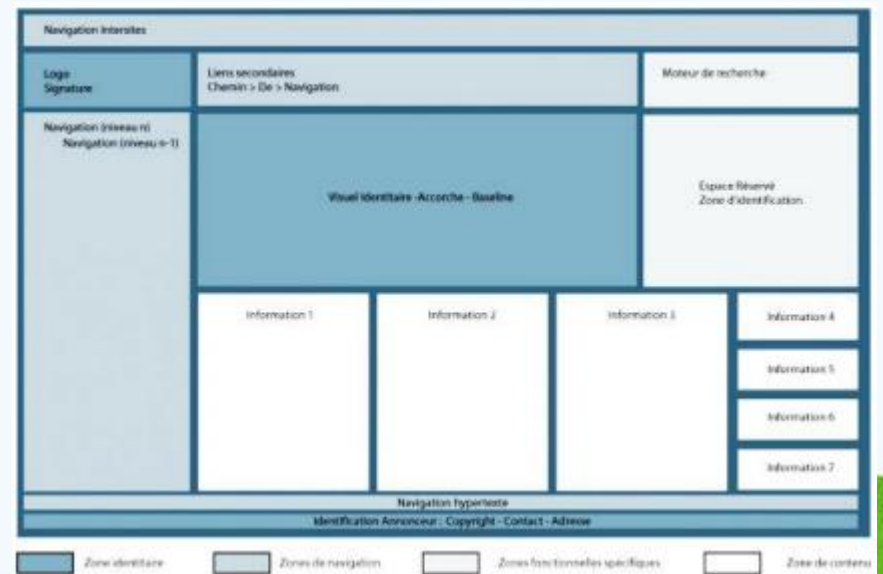 Navigation Intersites
Logo
Signature
Liens secondaires
Chemin > De > Navigation
Moteur de recherche
Navigation (niveau n)
Navigation (niveau n-1)
Visuel Identitaire -Accorche - Baseline
Espace Réservé
Zone d'identification
Information 1
Information 2
Information 3
Information 4
Information 5
Information 6
Information 7
Navigation hypertexte
Identification Annonceur : Copyright - Contact - Adresse
Zone identitaire
Zones de navigation
Zones fonctionnelles spécifiques
Zone de contenu